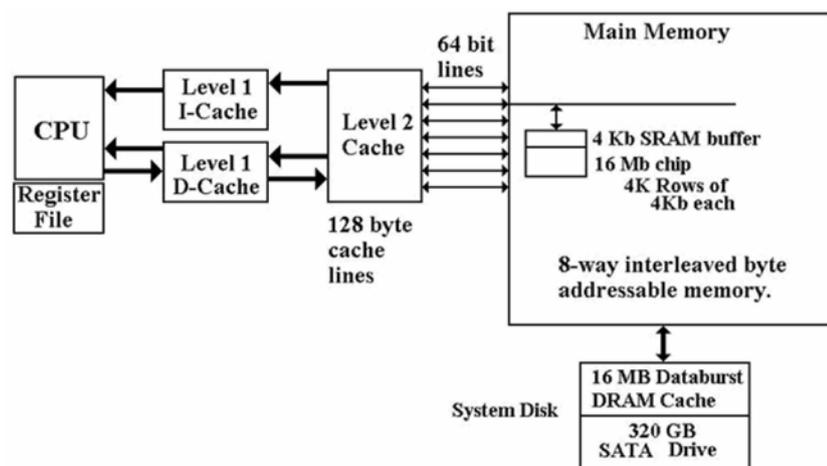 CPU
Register
File
Level 1
I-Cache
Level 1
D-Cache
Level 2
Cache
128 byte
cache
lines
64 bit
lines
Main Memory
4 Kb SRAM buffer
16 Mb chip
4K Rows of
4Kb each
8-way interleaved byte
addressable memory.
System Disk
16 MB Databurst
DRAM Cache
320 GB
SATA Drive